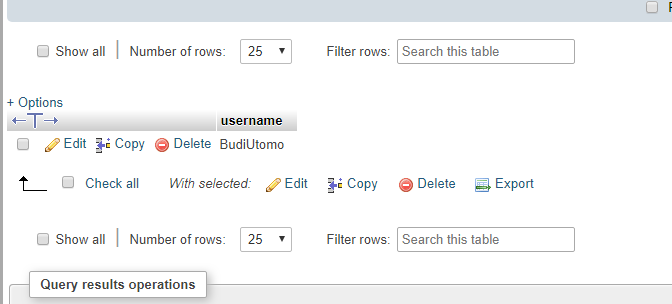 Show all Number of rows: 25 Filter rows: Search this table
+ Options
←T→ username
Edit Copy Delete BudiUtomo
Check all With selected: Edit Copy Delete Export
Show all Number of rows: 25 Filter rows: Search this table
Query results operations